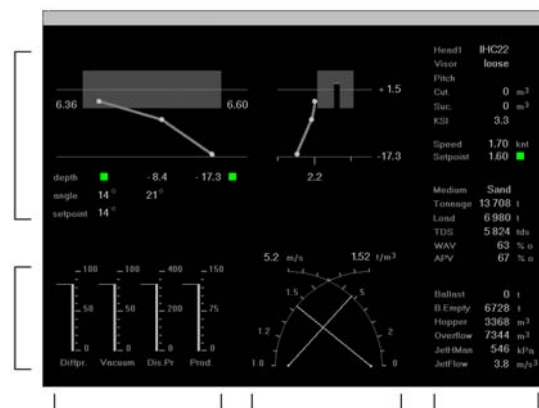 6.36
6.60
depth -8.4 -17.3
angle 14° 21°
setpoint 14°
+1.5
-17.3
2.2
Head1 IHC22
Visor loose
Pitch
Cut. 0 m³
Suc. 0 m³
KSI 3.3
Speed 1.70 knt
Setpoint 1.60
Medium Sand
Tonnage 13 708 t
Load 6 980 t
TDS 5 824 tds
WAV 63 % o
APV 67 % o
Ballast 0 t
B.Empty 6728 t
Hopper 3368 m³
Overflow 7344 m³
JetHMan 546 kPa
JetFlow 3.8 m/s³
100 100 400 150
50 50 200 75
0 0 0 0
Diffpr. Vacuum Dis.Pr Prod.
5.2 m/s 1.52 t/m³
1.5 5
1.2 2
1.0 0